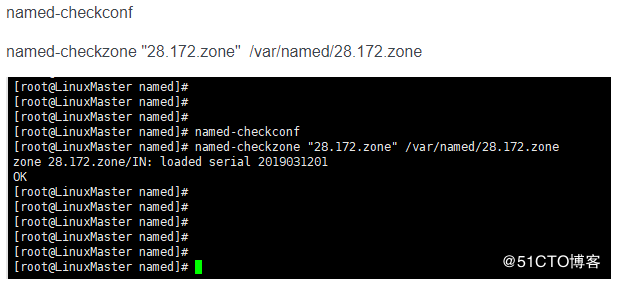 named-checkconf
named-checkzone "28.172.zone"  /var/named/28.172.zone
[root@LinuxMaster named]#
[root@LinuxMaster named]#
[root@LinuxMaster named]#
[root@LinuxMaster named]# named-checkconf
[root@LinuxMaster named]# named-checkzone "28.172.zone" /var/named/28.172.zone
zone 28.172.zone/IN: loaded serial 2019031201
OK
[root@LinuxMaster named]#
[root@LinuxMaster named]#
[root@LinuxMaster named]#
[root@LinuxMaster named]#
[root@LinuxMaster named]#
[root@LinuxMaster named]#
@51CTO博客